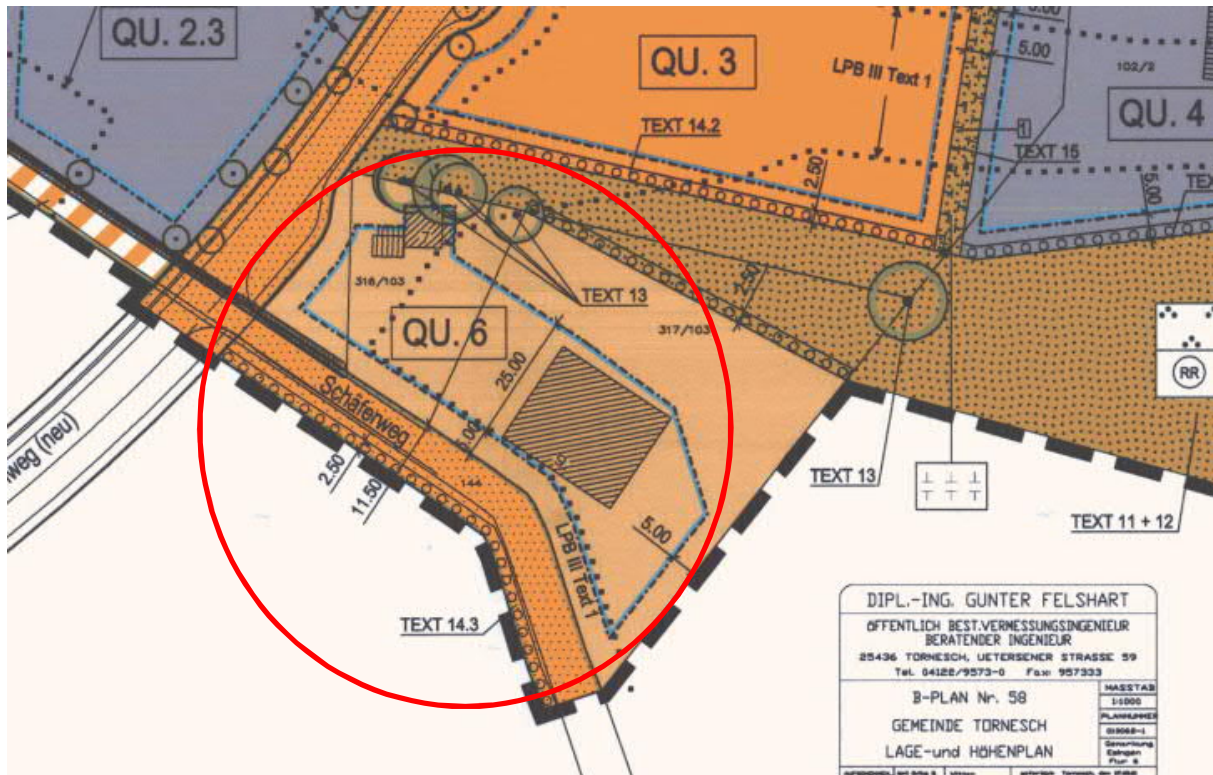 QU. 2.3
QU. 3
LPB III Text 1
5.00
102/2
QU. 4
TEXT 14.2
1
TEXT 15
2.50
5.00
316/103
TEXT 13
317/103
QU. 6
25.00
Schäferweg
5.00
2.50
11.50
144
9
LPB III Text 1
5.00
TEXT 13
RR
TEXT 11 + 12
weg (neu)
TEXT 14.3
DIPL.-ING. GUNTER FELSHART
ÖFFENTLICH BEST.VERMESSUNGSINGENIEUR
BERATENDER INGENIEUR
25436 TORNESCH, UETERSENER STRASSE 59
Tel. 04122/9573-0 Fax: 957333
B-PLAN Nr. 58
GEMEINDE TORNESCH
LAGE-und HÖHENPLAN
MASSTAB
1:1000
PLANNUMMER
Gemarkung
Esingen